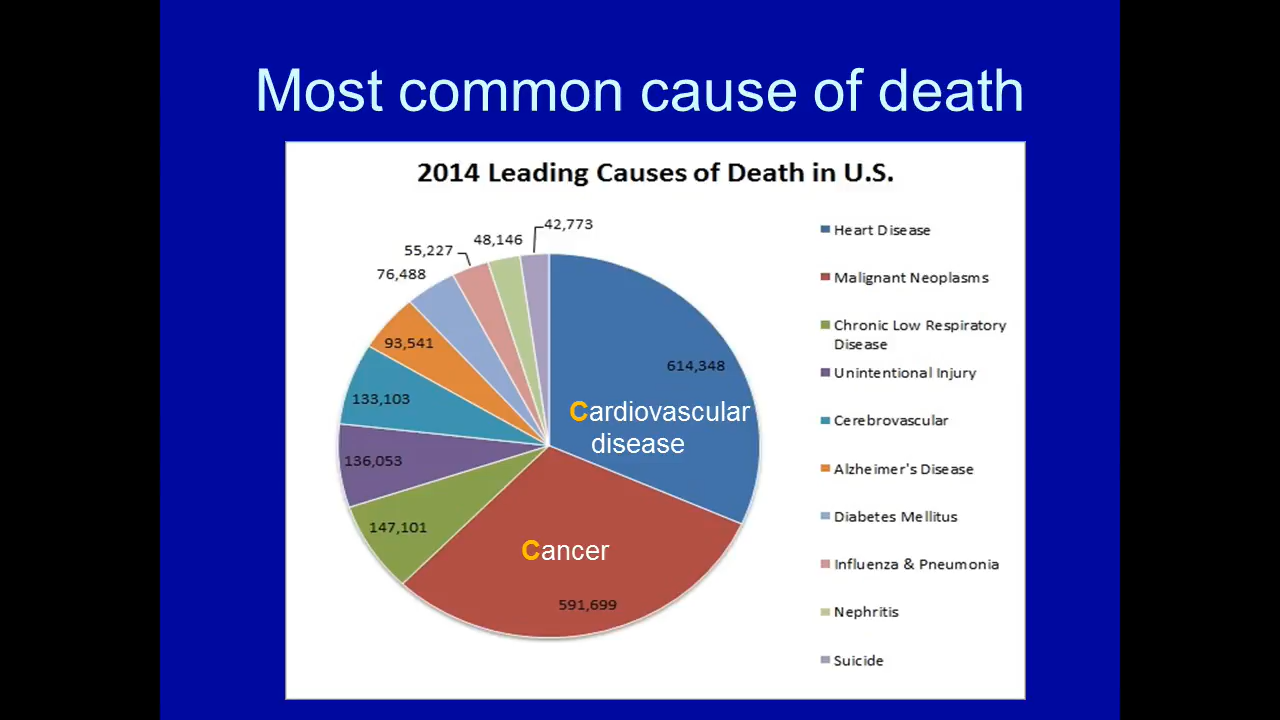 Most common cause of death
2014 Leading Causes of Death in U.S.
42,773
48,146
55,227
76,488
93,541
133,103
136,053
147,101
614,348
Cardiovascular
disease
Cancer
591,699
Heart Disease
Malignant Neoplasms
Chronic Low Respiratory
Disease
Unintentional Injury
Cerebrovascular
Alzheimer's Disease
Diabetes Mellitus
Influenza & Pneumonia
Nephritis
Suicide